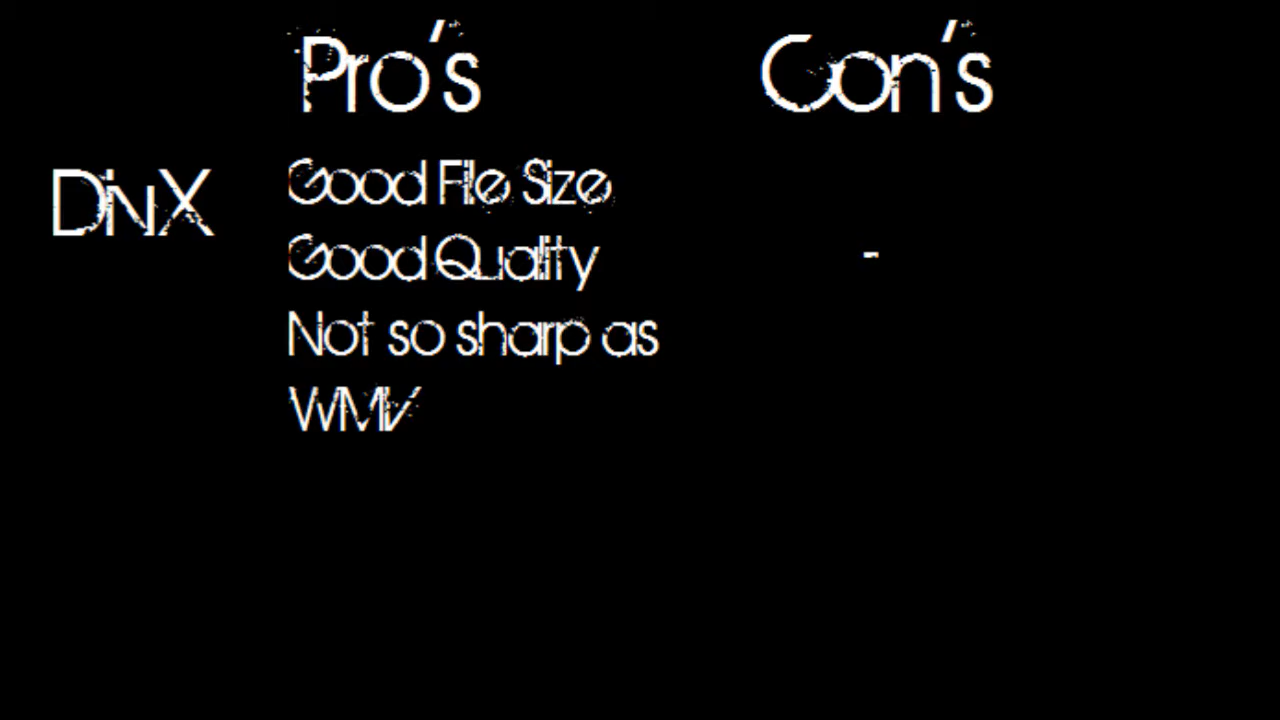 Pro's Con's
DivX Good File Size
Good Quality -
Not so sharp as
WMV